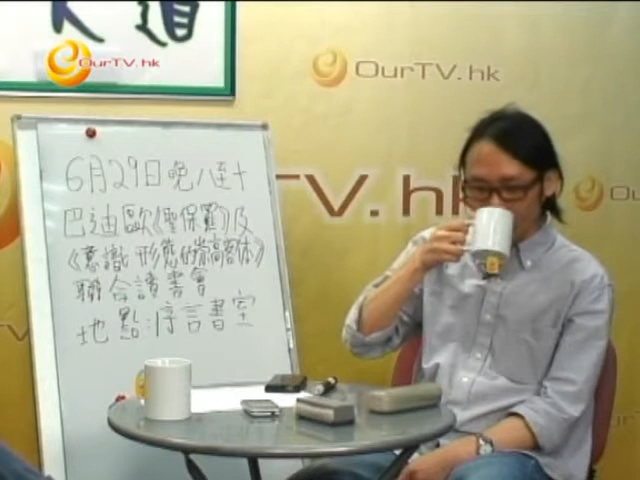 道
OurTV.hk
OurTV.hk
TV.hk
6月29日晚八至十
巴迪歐《聖保羅》及
《意識形態的崇高客体》
聯合讀書會
地點:序言書室